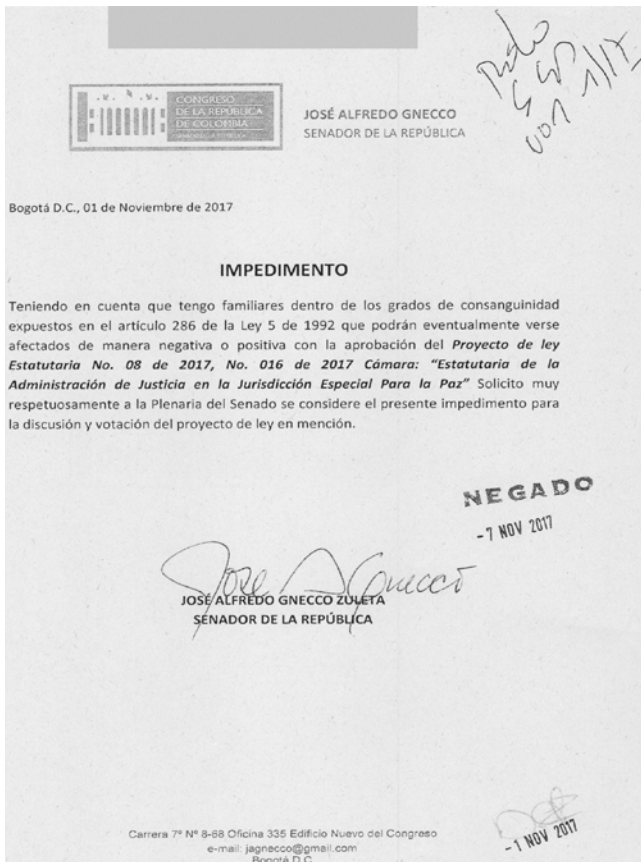 CONGRESO
DE LA REPÚBLICA
DE COLOMBIA
JOSÉ ALFREDO GNECCO
SENADOR DE LA REPÚBLICA
Bogotá D.C., 01 de Noviembre de 2017
IMPEDIMENTO
Teniendo en cuenta que tengo familiares dentro de los grados de consanguinidad
expuestos en el artículo 286 de la Ley 5 de 1992 que podrán eventualmente verse
afectados de manera negativa o positiva con la aprobación del Proyecto de ley
Estatutaria No. 08 de 2017, No. 016 de 2017 Cámara: “Estatutaria de la
Administración de Justicia en la Jurisdicción Especial Para la Paz” Solicito muy
respetuosamente a la Plenaria del Senado se considere el presente impedimento para
la discusión y votación del proyecto de ley en mención.
NEGADO
-7 NOV 2017
Jose A Gnecco
JOSÉ ALFREDO GNECCO ZULETA
SENADOR DE LA REPÚBLICA
Carrera 7ª Nº 8-68 Oficina 335 Edificio Nuevo del Congreso
e-mail: jagnecco@gmail.com
Bogotá D.C.
-1 NOV 2017